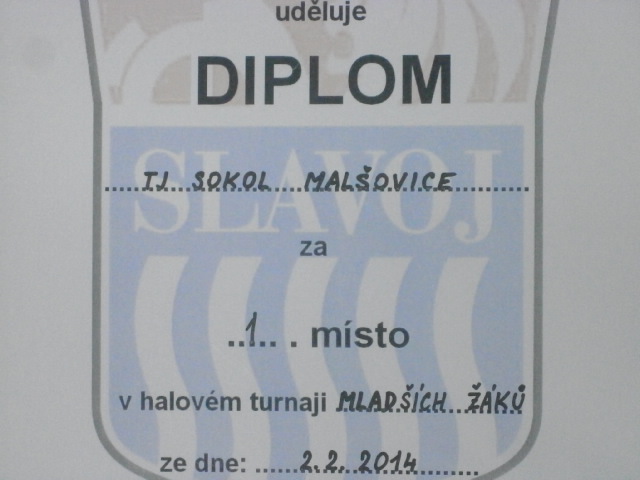 uděluje
DIPLOM
SLAVOJ
.....TJ SOKOL MALŠOVICE..........
za
..1.. . místo
v halovém turnaji MLADŠÍCH ŽÁKŮ
ze dne: ......2. 2. 2014.........